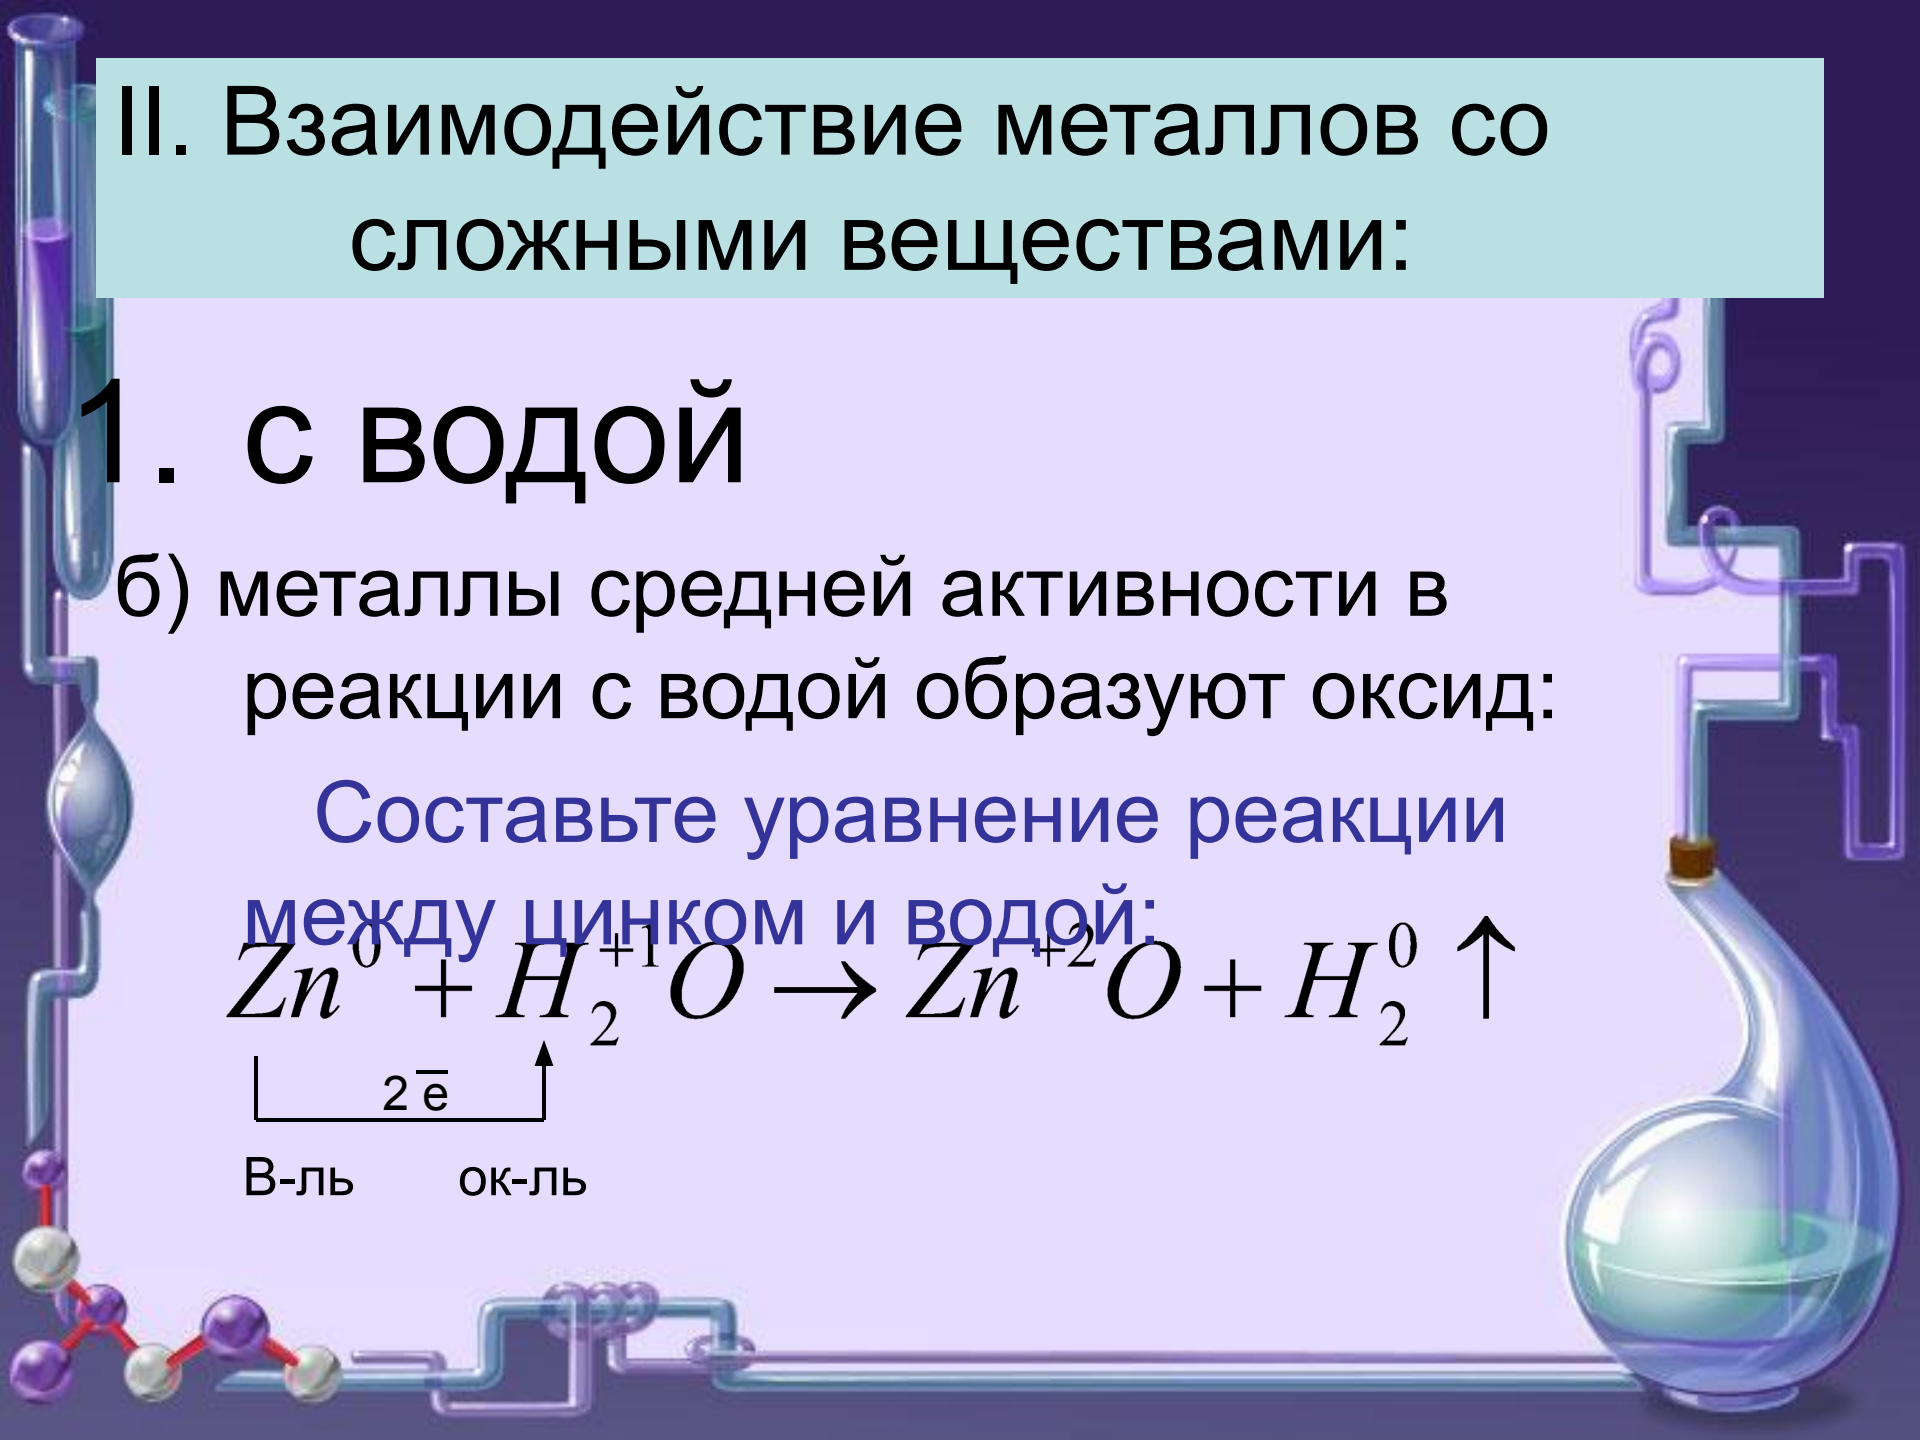 II. Взаимодействие металлов со
сложными веществами:
1. с водой
б) металлы средней активности в
реакции с водой образуют оксид:
Составьте уравнение реакции
между цинком и водой:
Zn⁰ + H₂⁺¹O → Zn⁺²O + H₂⁰ ↑
2 e̅
В-ль ок-ль